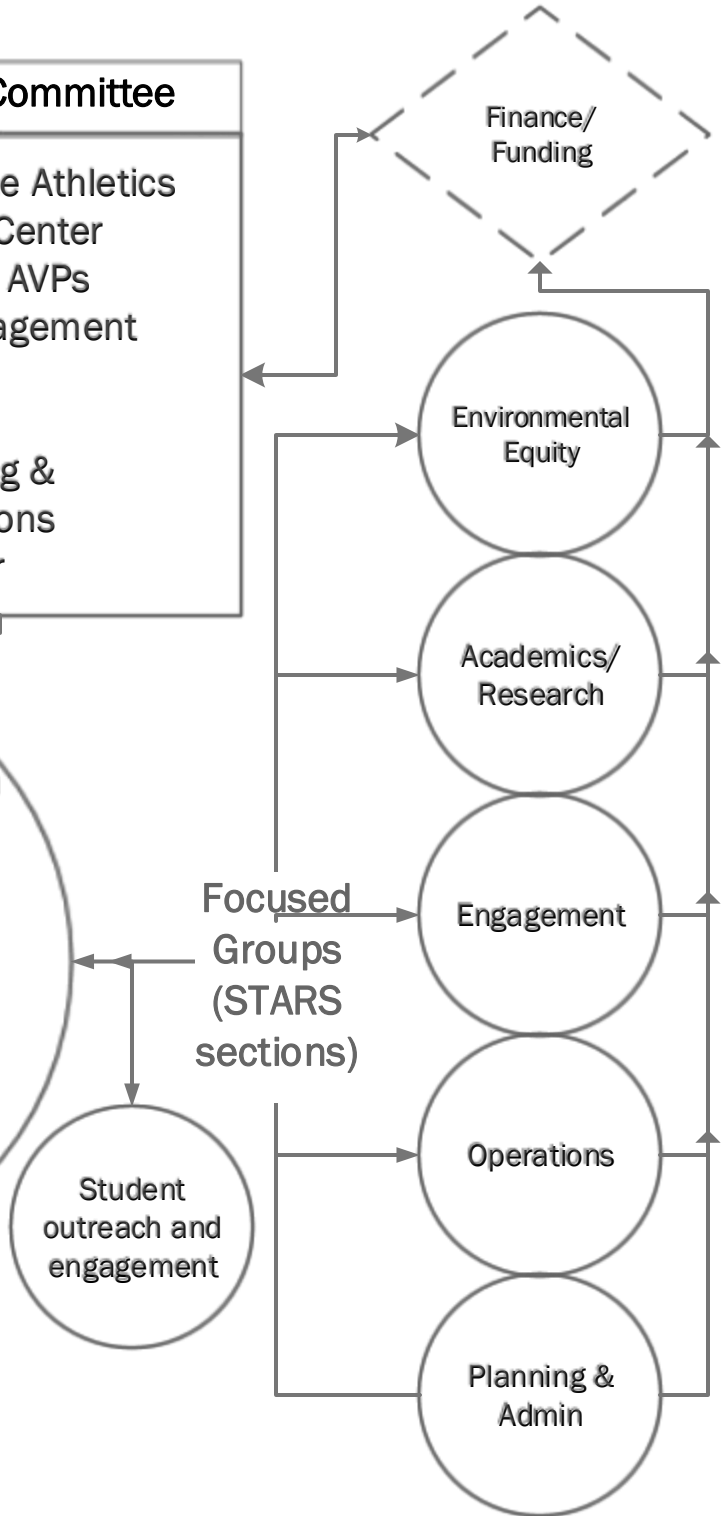 Committee
e Athletics
Center
AVPs
agement
g &
ons
Finance/
Funding
Environmental
Equity
Academics/
Research
Engagement
Operations
Planning &
Admin
Focused
Groups
(STARS
sections)
Student
outreach and
engagement